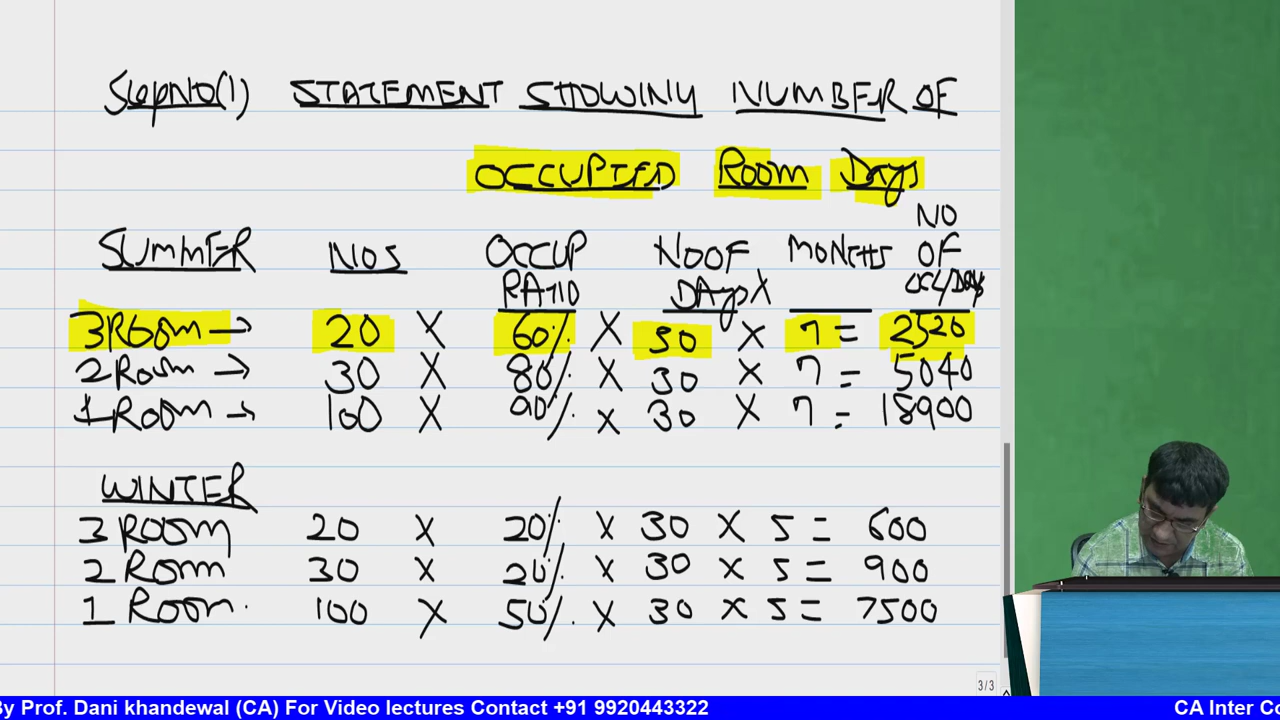 StepNO(1) STATEMENT SHOWING NUMBER OF
OCCUPIED ROOM Days
SUMMER NOS OCCUP RATIO NO OF DAYS X MONTHS NO OF OCC/DAYS
3 Room → 20 X 60% X 30 X 7 = 2520
2 Room → 30 X 80% X 30 X 7 = 5040
1 Room → 100 X 90% X 30 X 7 = 18900
WINTER
3 ROOM 20 X 20% X 30 X 5 = 600
2 Room 30 X 20% X 30 X 5 = 900
1 Room. 100 X 50% X 30 X 5 = 7500
3/3
By Prof. Dani khandewal (CA) For Video lectures Contact +91 9920443322 CA Inter Co